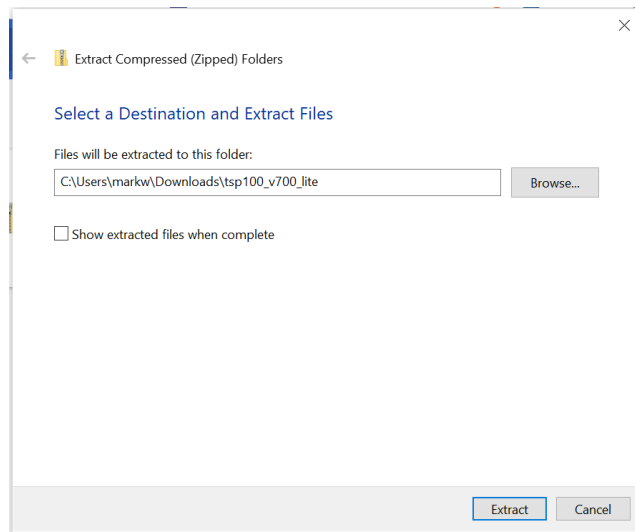 Extract Compressed (Zipped) Folders
Select a Destination and Extract Files
Files will be extracted to this folder:
C:\Users\markw\Downloads\tsp100_v700_lite
Browse...
Show extracted files when complete
Extract
Cancel